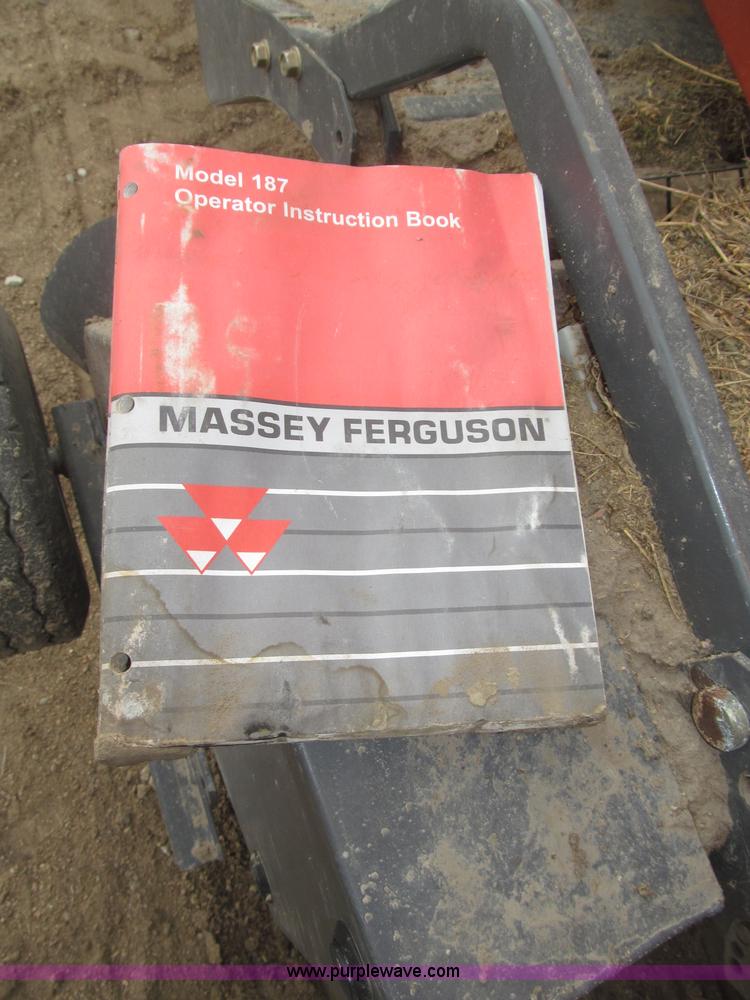 Model 187
Operator Instruction Book
MASSEY FERGUSON
www.purplewave.com